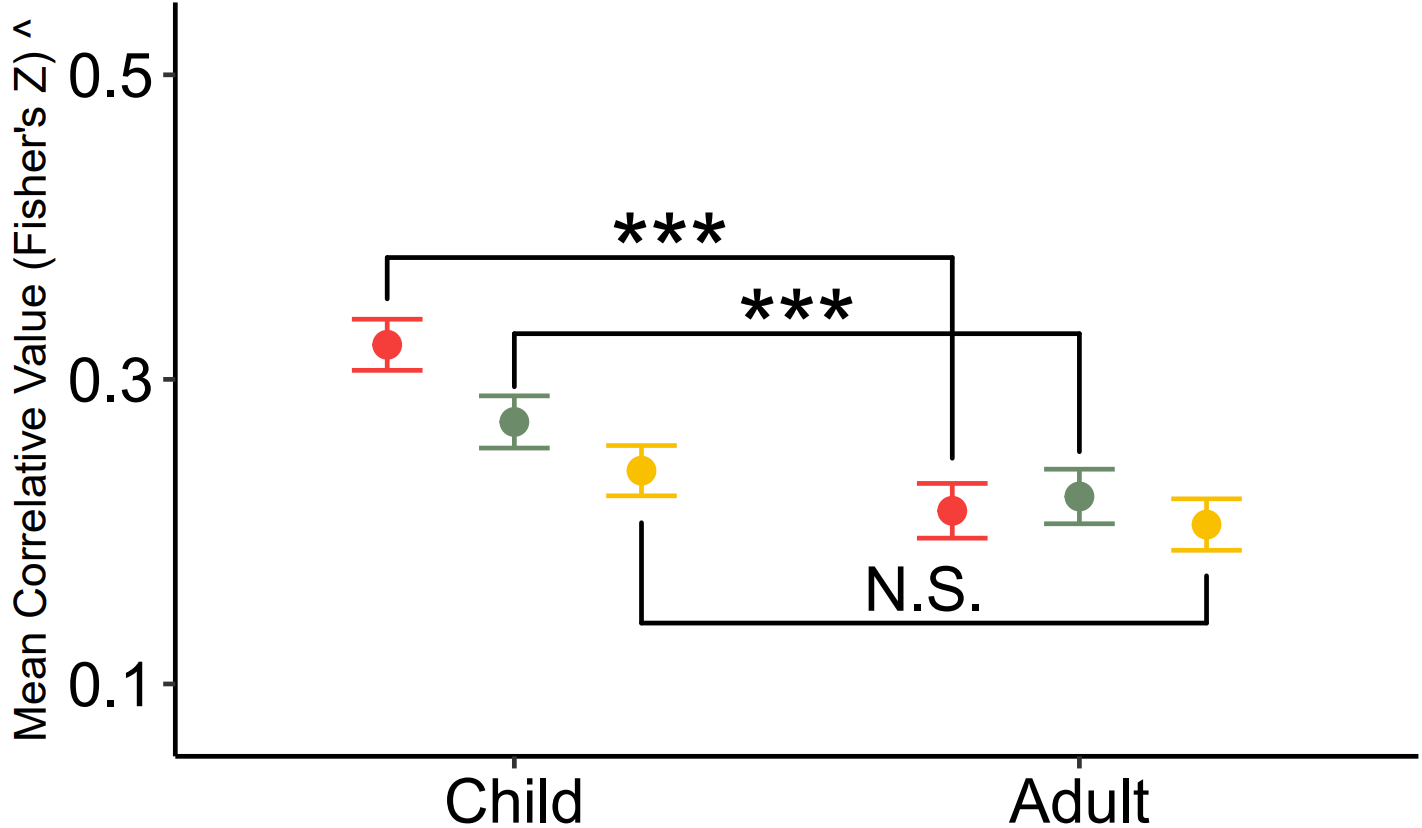 Mean Correlative Value (Fisher's Z) ^
0.5
0.3
0.1
***
***
N.S.
Child
Adult